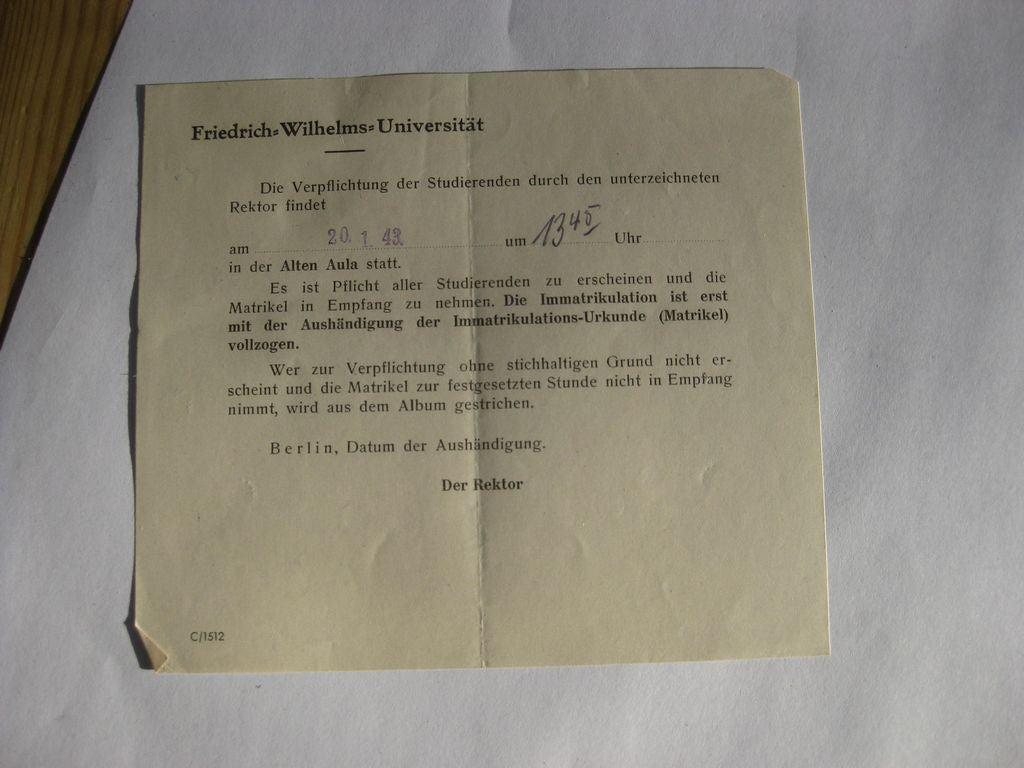 Friedrich=Wilhelms=Universität
Die Verpflichtung der Studierenden durch den unterzeichneten
Rektor findet
am 20. 1. 43. um 13 45 Uhr
in der Alten Aula statt.
Es ist Pflicht aller Studierenden zu erscheinen und die
Matrikel in Empfang zu nehmen. Die Immatrikulation ist erst
mit der Aushändigung der Immatrikulations-Urkunde (Matrikel)
vollzogen.
Wer zur Verpflichtung ohne stichhaltigen Grund nicht er-
scheint und die Matrikel zur festgesetzten Stunde nicht in Empfang
nimmt, wird aus dem Album gestrichen.
Berlin, Datum der Aushändigung.
Der Rektor
C/1512